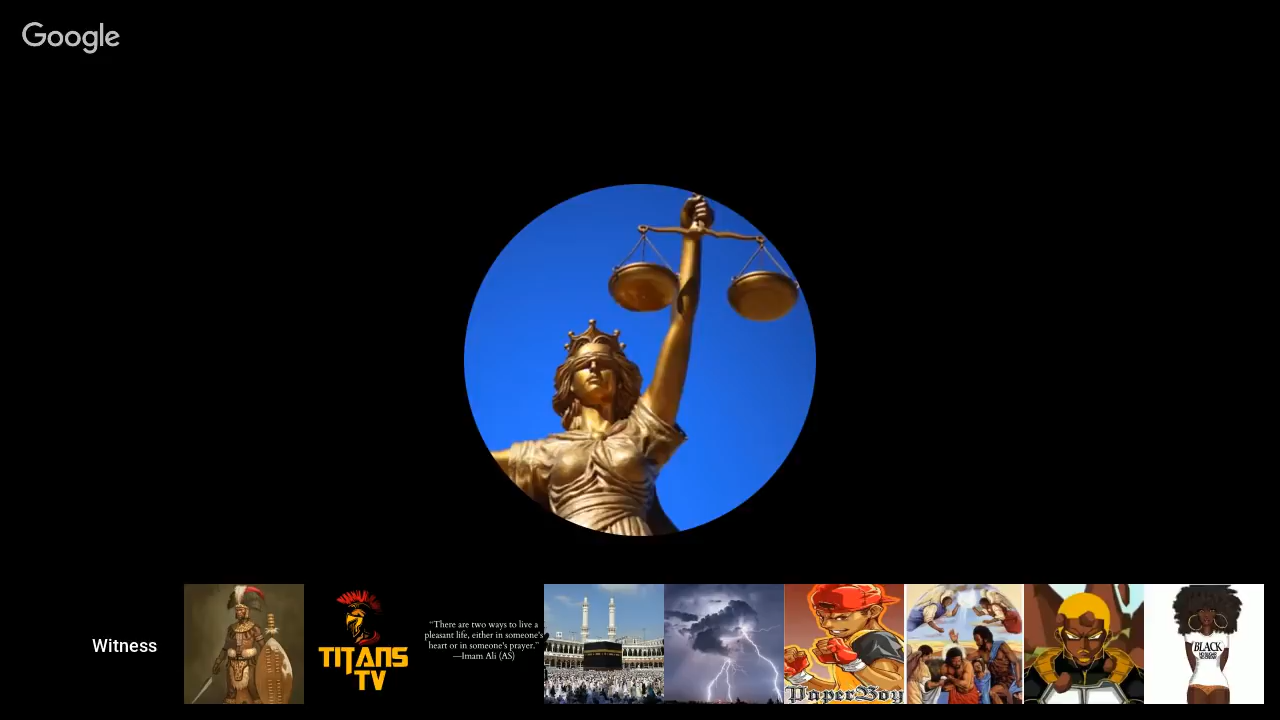 Google
Witness
TITANS
TV
“There are two ways to live a
pleasant life, either in someone's
heart or in someone's prayer.”
—Imam Ali (AS)
PaperBoy
BLACK